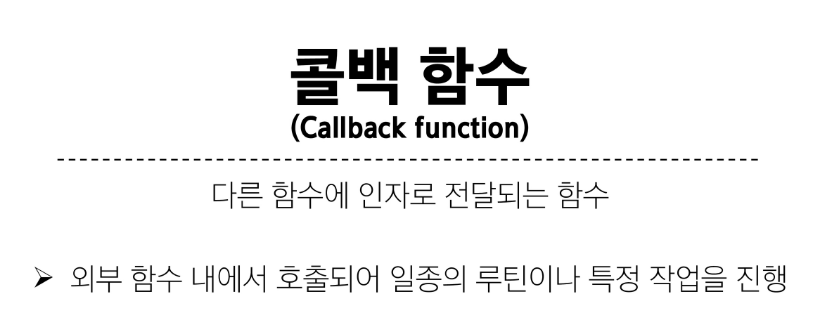 콜백 함수
(Callback function)
다른 함수에 인자로 전달되는 함수
➢ 외부 함수 내에서 호출되어 일종의 루틴이나 특정 작업을 진행